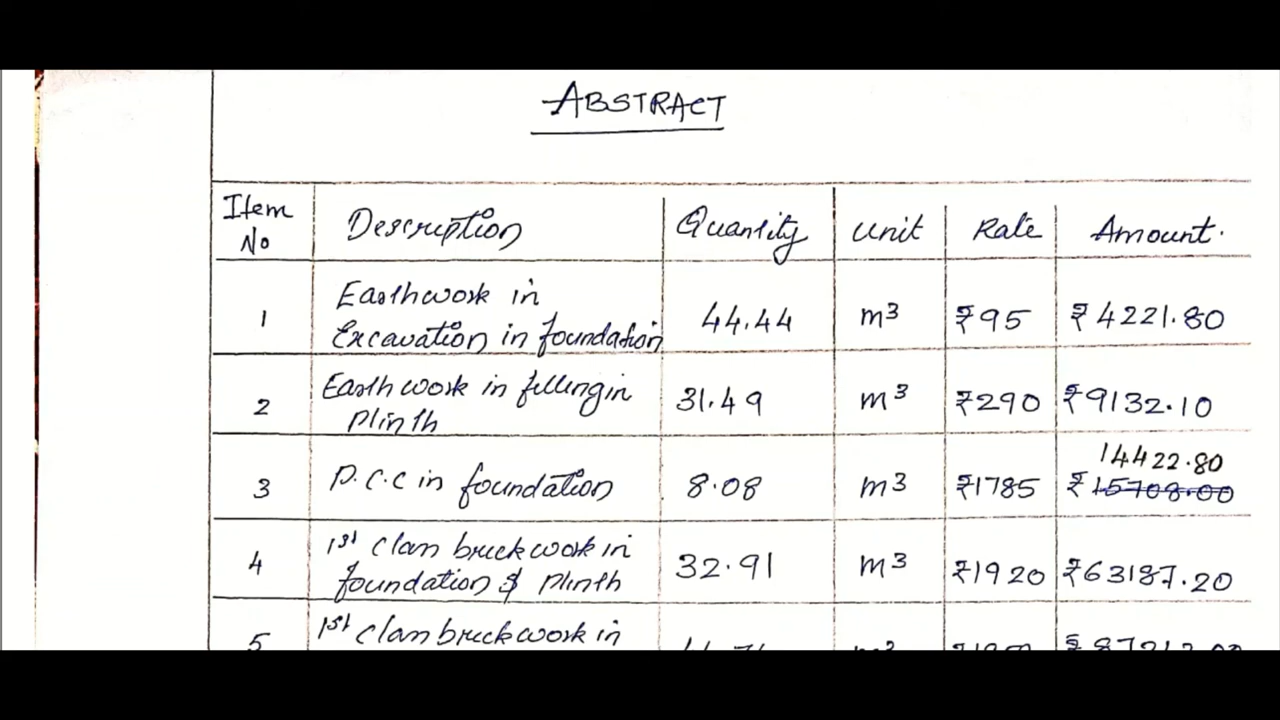 ABSTRACT
Item No Description Quantity Unit Rate Amount.
1 Earthwork in Excavation in foundation 44.44 m³ ₹95 ₹4221.80
2 Earthwork in filling in Plinth 31.49 m³ ₹290 ₹9132.10
3 P.C.C in foundation 8.08 m³ ₹1785 14422.80 ₹15708.00
4 1st Class brickwork in foundation & Plinth 32.91 m³ ₹1920 ₹63187.20
5 1st Class brickwork in